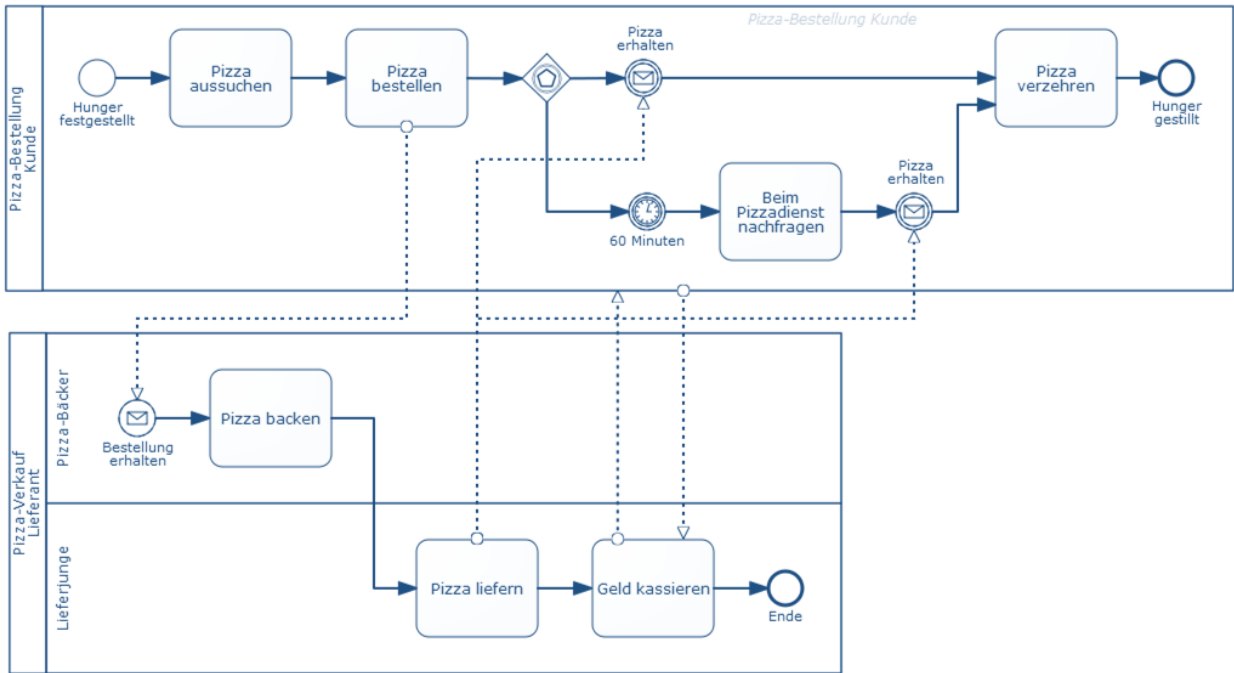 Pizza-Bestellung Kunde
Pizza-Bestellung
Kunde
Hunger
festgestellt
Pizza
aussuchen
Pizza
bestellen
Pizza
erhalten
60 Minuten
Beim
Pizzadienst
nachfragen
Pizza
erhalten
Pizza
verzehren
Hunger
gestillt
Pizza-Verkauf
Lieferant
Pizza-Bäcker
Bestellung
erhalten
Pizza backen
Lieferjunge
Pizza liefern
Geld kassieren
Ende